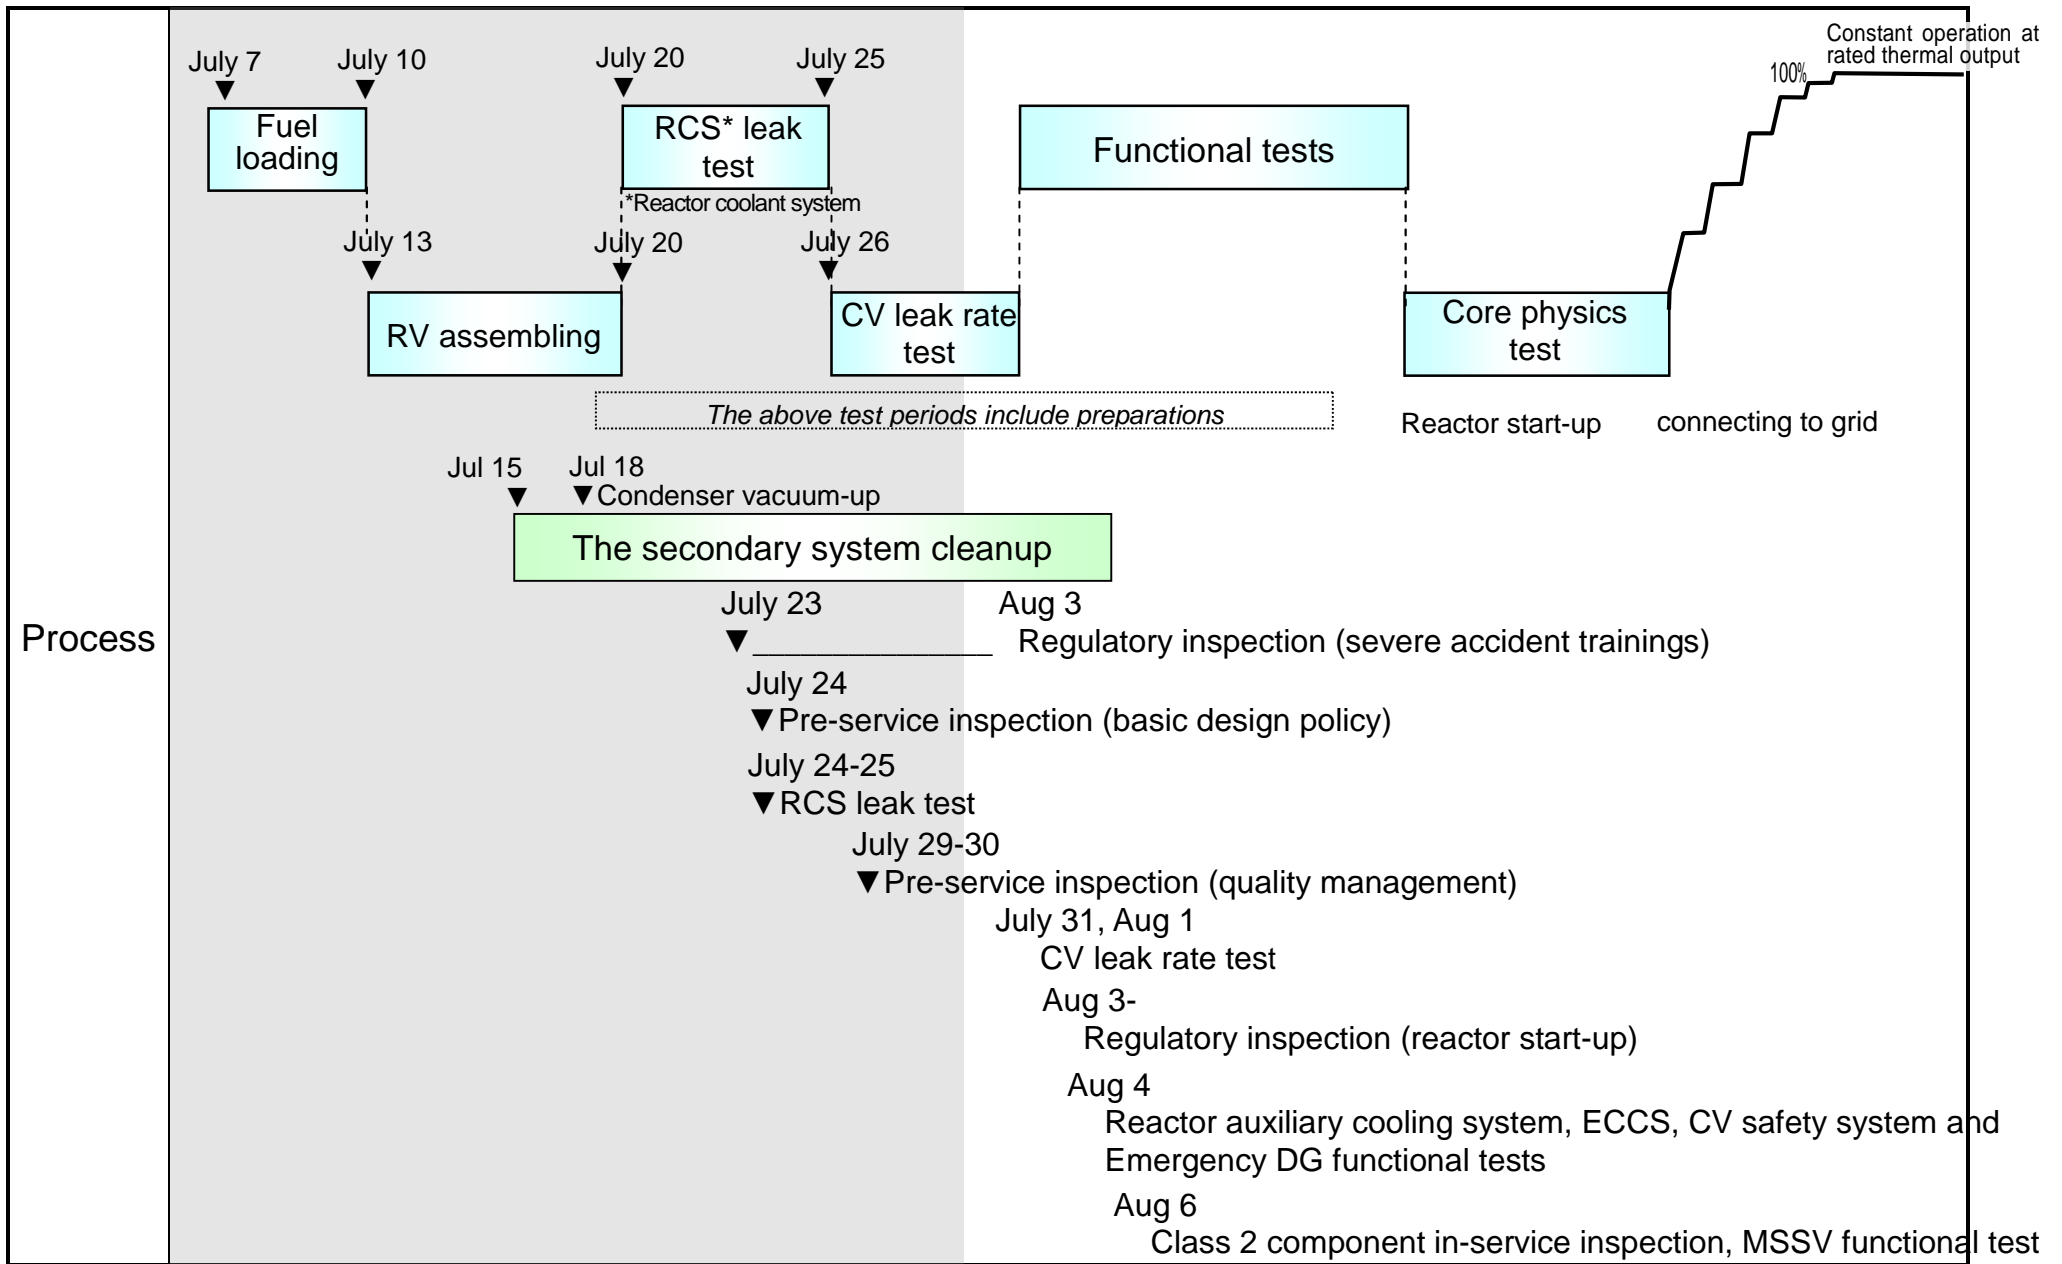 Constant operation at
rated thermal output
100%
July 7
July 10
July 20
July 25
Fuel
loading
RCS* leak
test
Functional tests
*Reactor coolant system
July 13
July 20
July 26
RV assembling
CV leak rate
test
Core physics
test
The above test periods include preparations
Reactor start-up
connecting to grid
Jul 15
Jul 18
▼Condenser vacuum-up
The secondary system cleanup
July 23
Aug 3
Process
▼_______________ Regulatory inspection (severe accident trainings)
July 24
▼Pre-service inspection (basic design policy)
July 24-25
▼RCS leak test
July 29-30
▼Pre-service inspection (quality management)
July 31, Aug 1
CV leak rate test
Aug 3-
Regulatory inspection (reactor start-up)
Aug 4
Reactor auxiliary cooling system, ECCS, CV safety system and
Emergency DG functional tests
Aug 6
Class 2 component in-service inspection, MSSV functional test